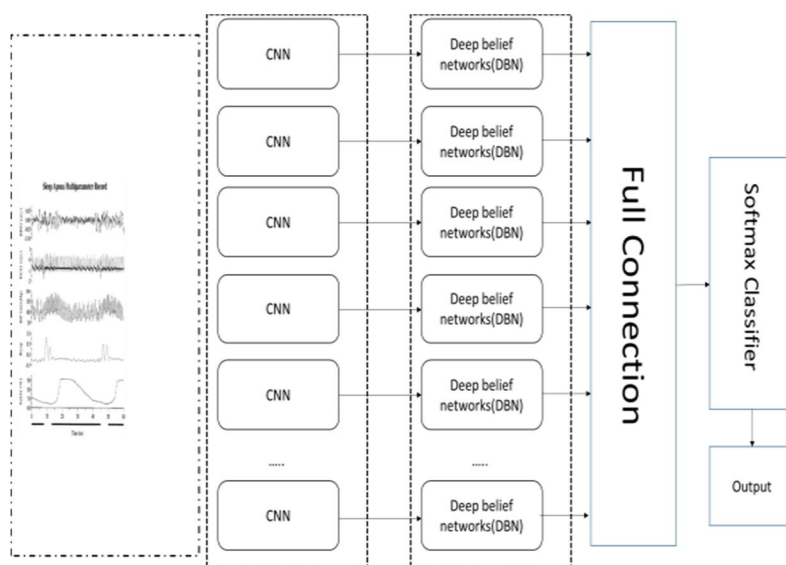 Sleep Apnea Multiparameter Record
CNN
Deep belief
networks(DBN)
CNN
Deep belief
networks(DBN)
CNN
Deep belief
networks(DBN)
CNN
Deep belief
networks(DBN)
CNN
Deep belief
networks(DBN)
.....
.....
CNN
Deep belief
networks(DBN)
Full Connection
Softmax Classifier
Output